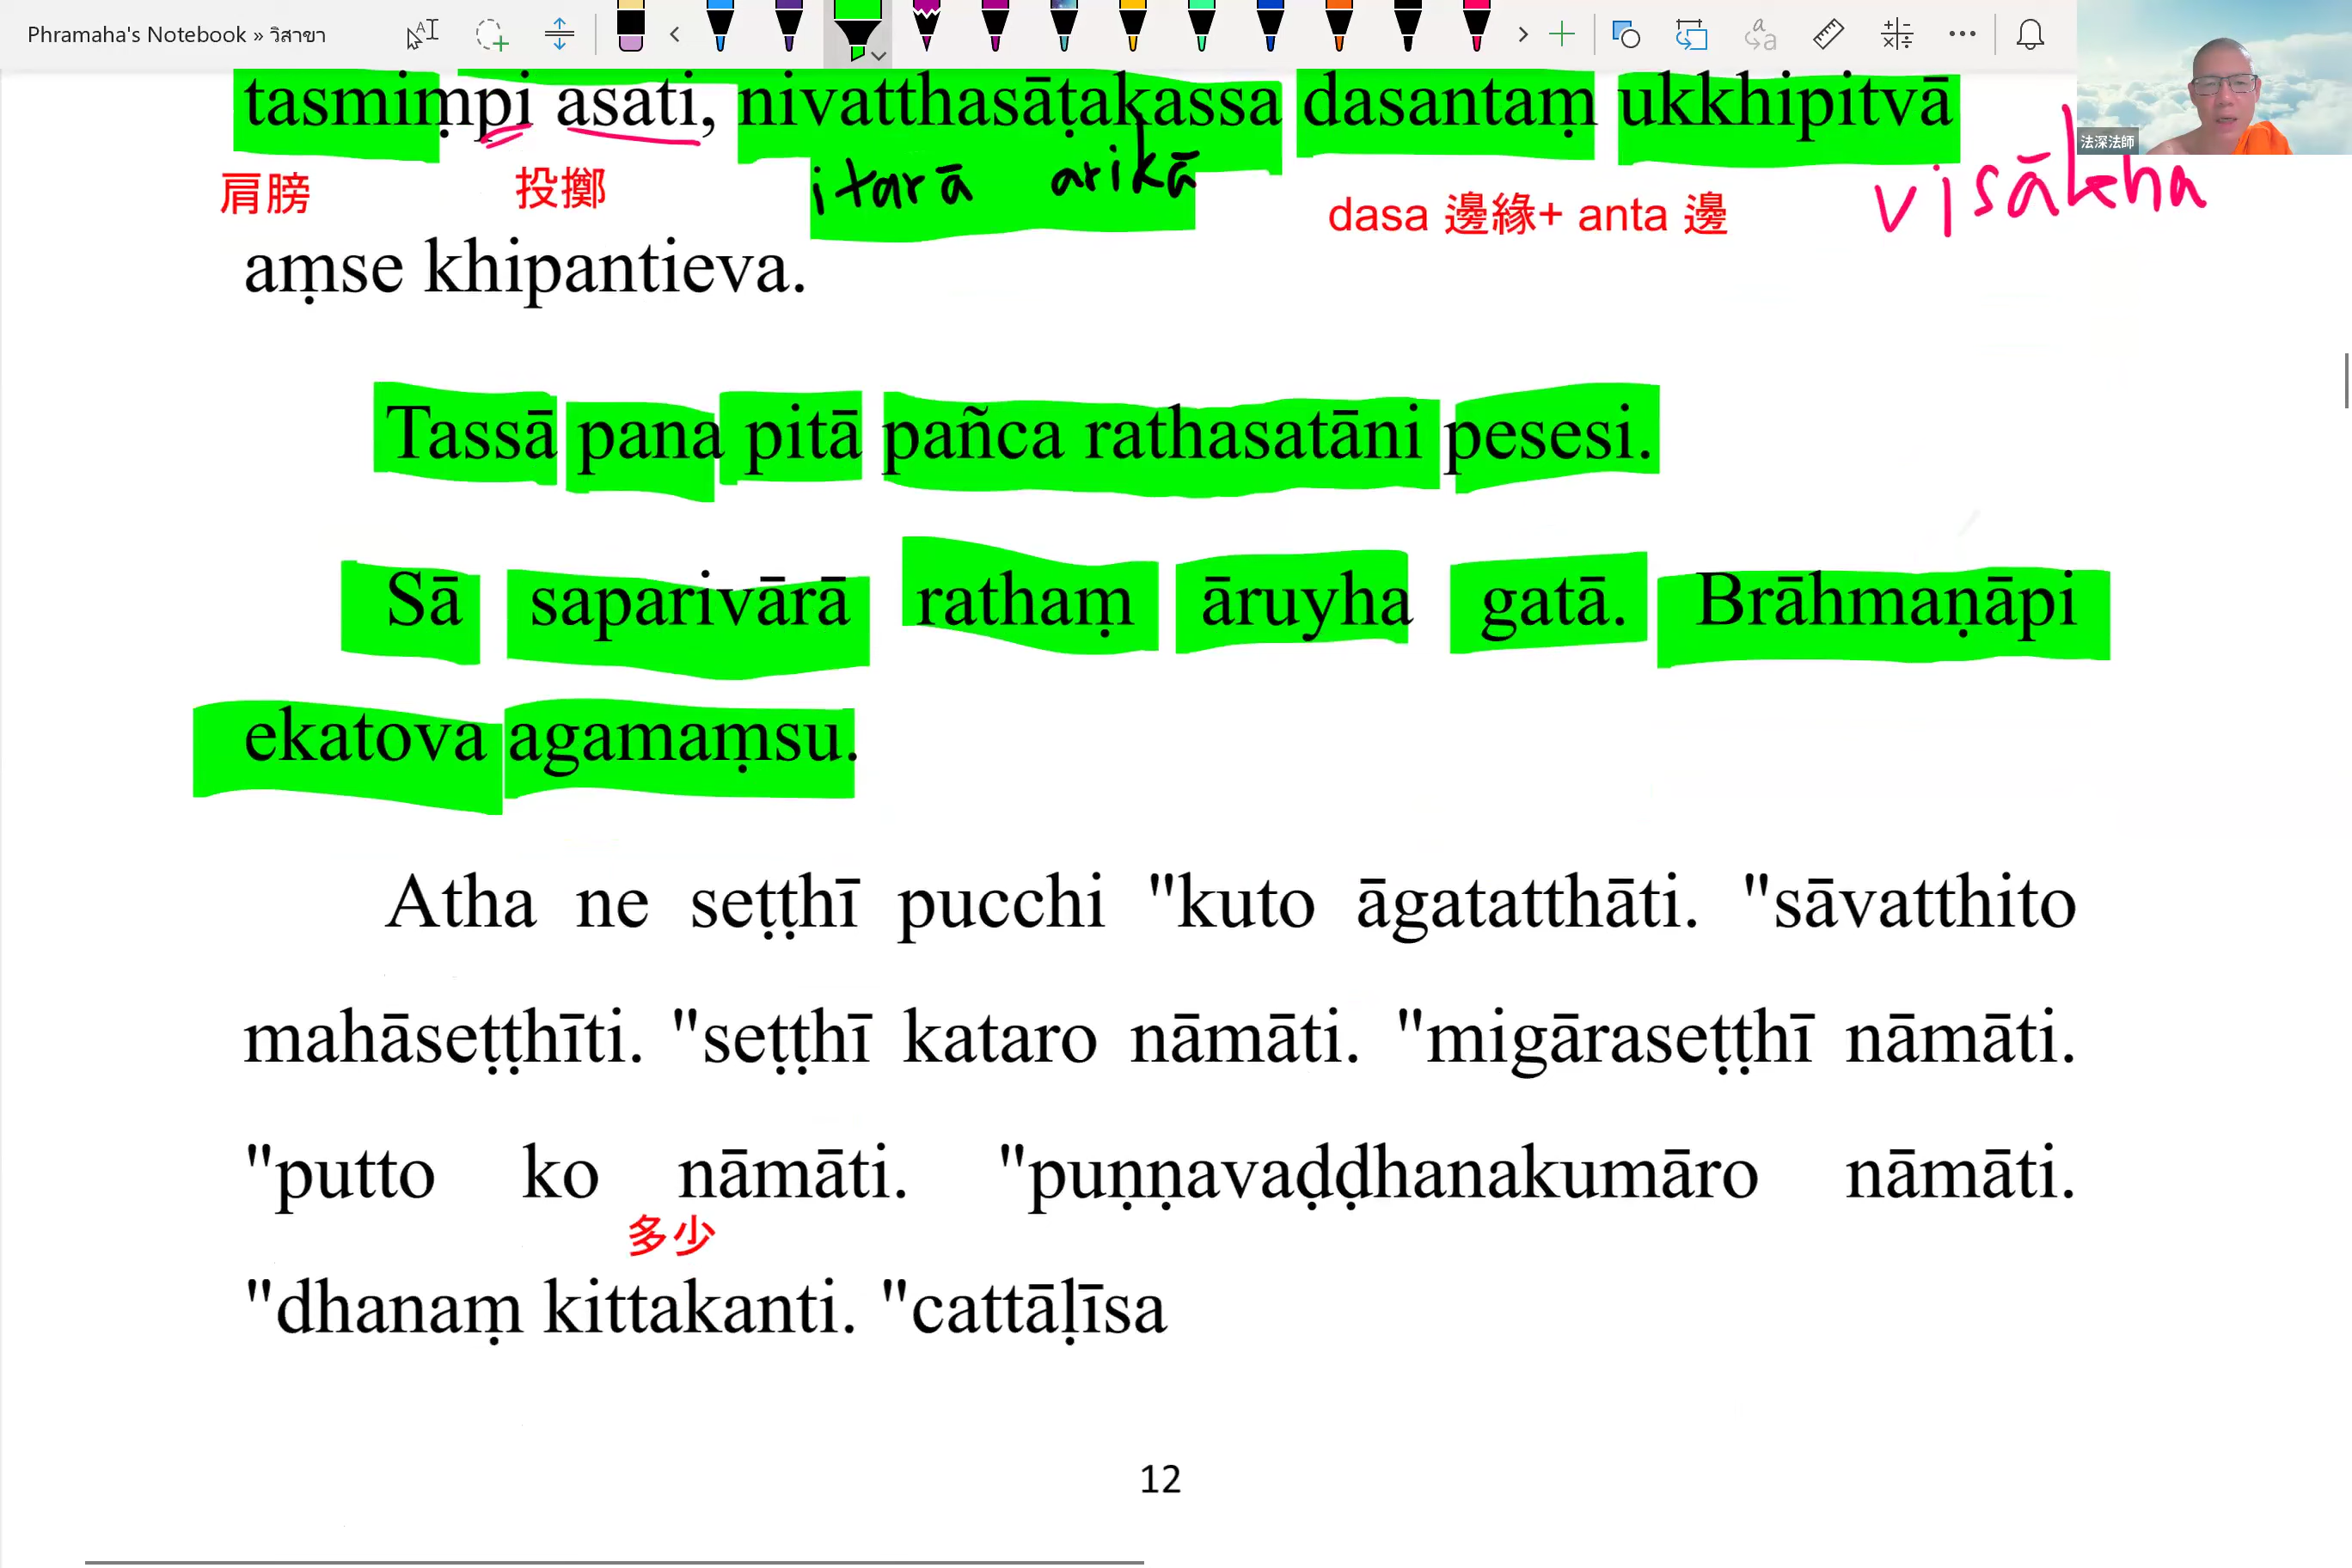 Phramaha's Notebook » วิสาขา
tasmiṃpi asati, nivatthasāṭakassa dasantaṃ ukkhipitvā
法深法師
肩膀 投擲 itarā arikā dasa 邊緣+ anta 邊 visākha
aṃse khipantieva.
Tassā pana pitā pañca rathasatāni pesesi.
Sā saparivārā rathaṃ āruyha gatā. Brāhmaṇāpi
ekatova agamaṃsu.
Atha ne seṭṭhī pucchi "kuto āgatatthāti. "sāvatthito
mahāseṭṭhīti. "seṭṭhī kataro nāmāti. "migāraseṭṭhī nāmāti.
"putto ko nāmāti. "puṇṇavaḍḍhanakumāro nāmāti.
多少
"dhanaṃ kittakanti. "cattāḷīsa
12